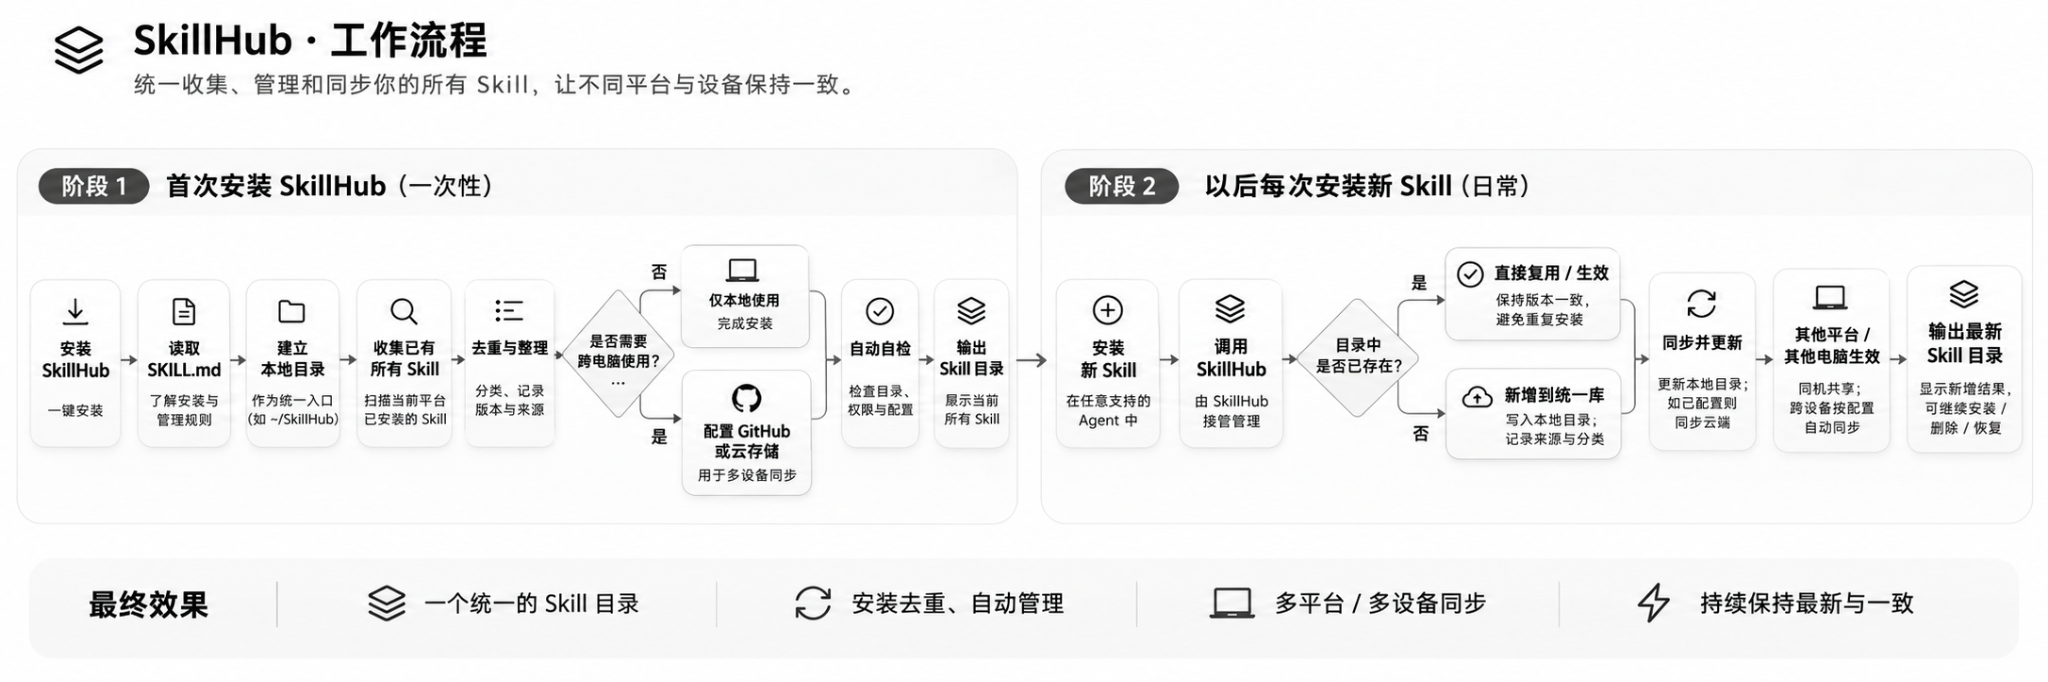 SkillHub · 工作流程
统一收集、管理和同步你的所有 Skill，让不同平台与设备保持一致。
阶段 1
首次安装 SkillHub（一次性）
安装
SkillHub
一键安装
读取
SKILL.md
了解安装与
管理规则
建立
本地目录
作为统一入口
(如 ~/SkillHub)
收集已有
所有 Skill
扫描当前平台
已安装的 Skill
去重与整理
分类、记录
版本与来源
是否需要
跨电脑使用？
...
否
仅本地使用
完成安装
是
配置 GitHub
或云存储
用于多设备同步
自动自检
检查目录、
权限与配置
输出
Skill 目录
展示当前
所有 Skill
阶段 2
以后每次安装新 Skill（日常）
安装
新 Skill
在任意支持的
Agent 中
调用
SkillHub
由 SkillHub
接管管理
目录中
是否已存在？
是
直接复用 / 生效
保持版本一致，
避免重复安装
否
新增到统一库
写入本地目录；
记录来源与分类
同步并更新
更新本地目录；
如已配置则
同步云端
其他平台 /
其他电脑生效
同机共享；
跨设备按配置
自动同步
输出最新
Skill 目录
显示新增结果，
可继续安装 /
删除 / 恢复
最终效果
一个统一的 Skill 目录
安装去重、自动管理
多平台 / 多设备同步
持续保持最新与一致